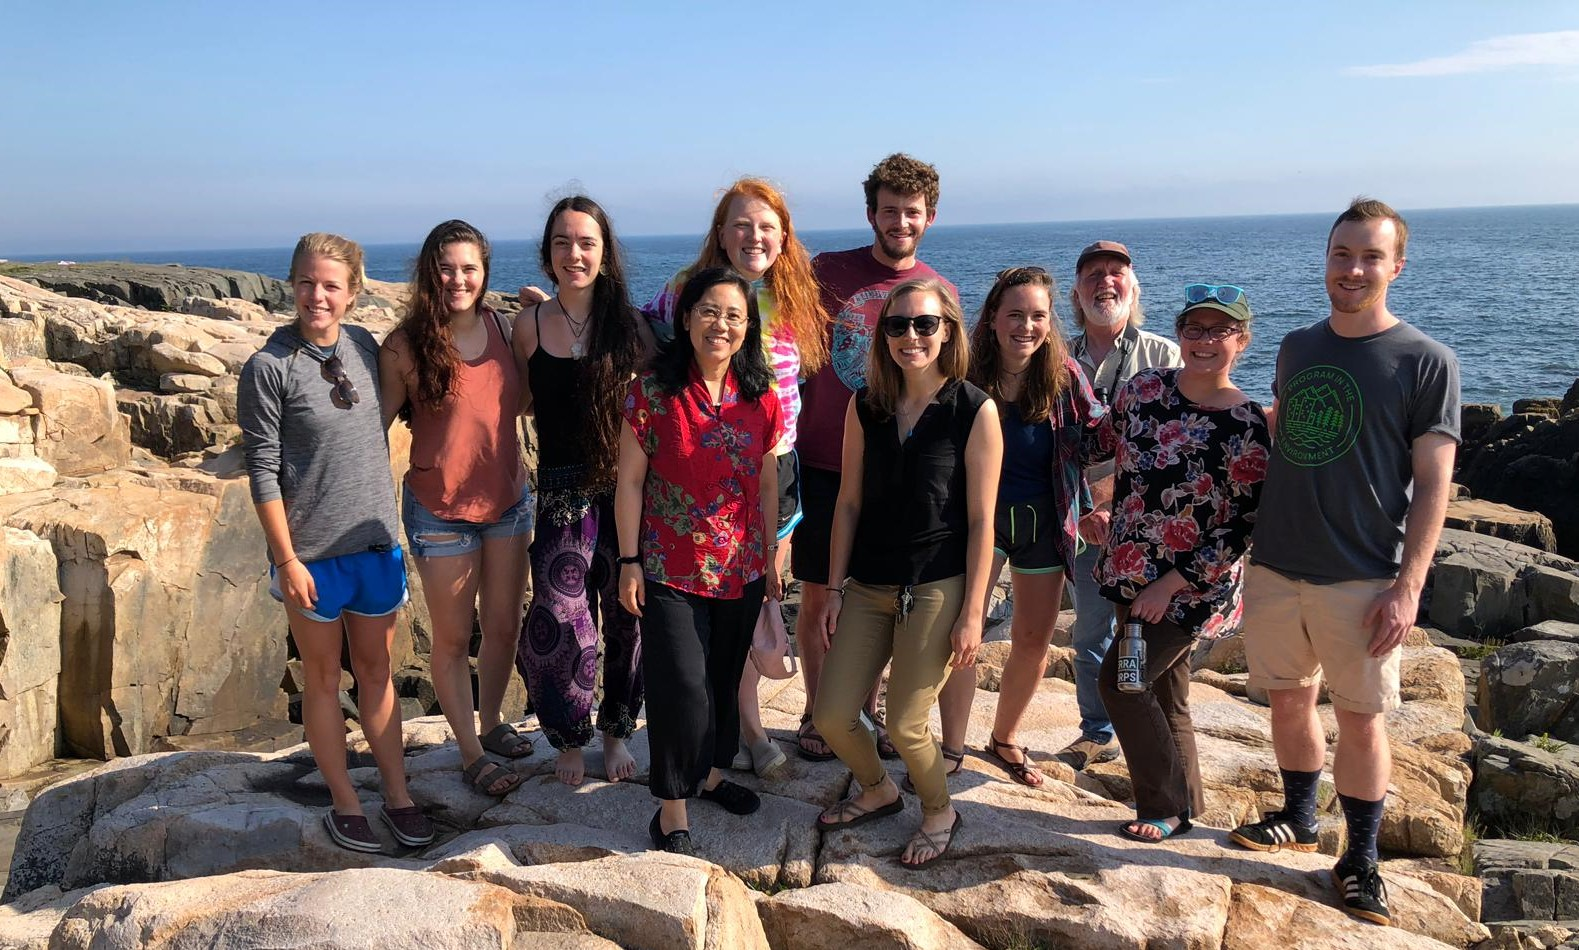 PROGRAM IN THE
ENVIRONMENT
RRA
RPS